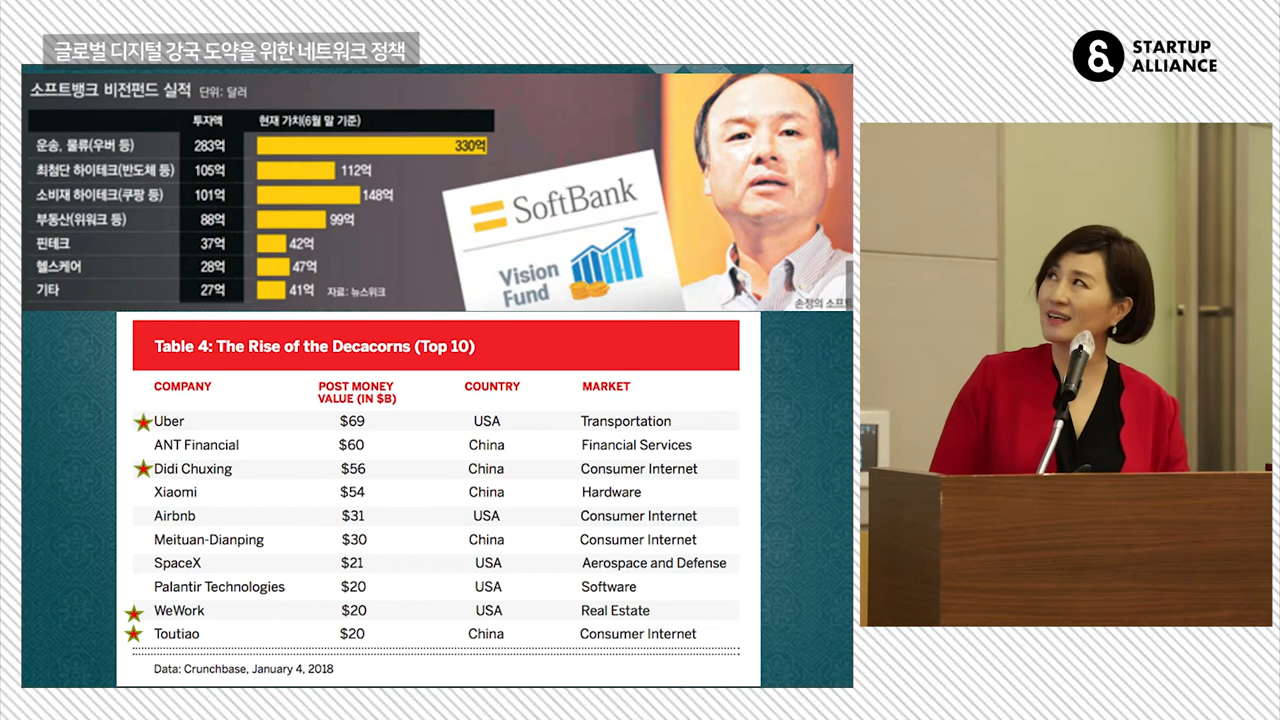 글로벌 디지털 강국 도약을 위한 네트워크 정책
STARTUP
ALLIANCE
소프트뱅크 비전펀드 실적 단위: 달러
투자액 현재 가치(6월 말 기준)
운송, 물류(우버 등) 283억 330억
최첨단 하이테크(반도체 등) 105억 112억
소비재 하이테크(쿠팡 등) 101억 148억
부동산(위워크 등) 88억 99억
핀테크 37억 42억
헬스케어 28억 47억
기타 27억 41억 자료: 뉴스위크
SoftBank
Vision
Fund
손정의 소프트
Table 4: The Rise of the Decacorns (Top 10)
COMPANY POST MONEY VALUE (IN $B) COUNTRY MARKET
Uber $69 USA Transportation
ANT Financial $60 China Financial Services
Didi Chuxing $56 China Consumer Internet
Xiaomi $54 China Hardware
Airbnb $31 USA Consumer Internet
Meituan-Dianping $30 China Consumer Internet
SpaceX $21 USA Aerospace and Defense
Palantir Technologies $20 USA Software
WeWork $20 USA Real Estate
Toutiao $20 China Consumer Internet
Data: Crunchbase, January 4, 2018